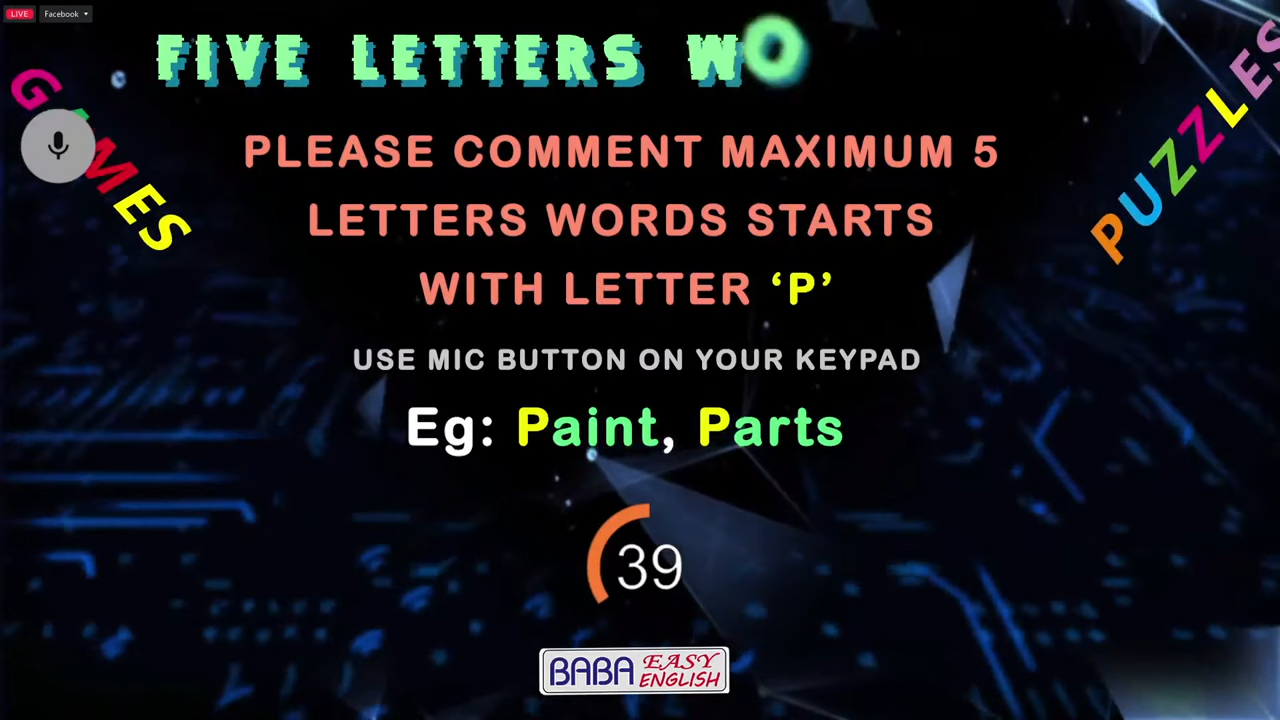 LIVE
Facebook
FIVE LETTERS WO
GAMES
PUZZLES
PLEASE COMMENT MAXIMUM 5
LETTERS WORDS STARTS
WITH LETTER ‘P’
USE MIC BUTTON ON YOUR KEYPAD
Eg: Paint, Parts
39
BABA EASY
ENGLISH